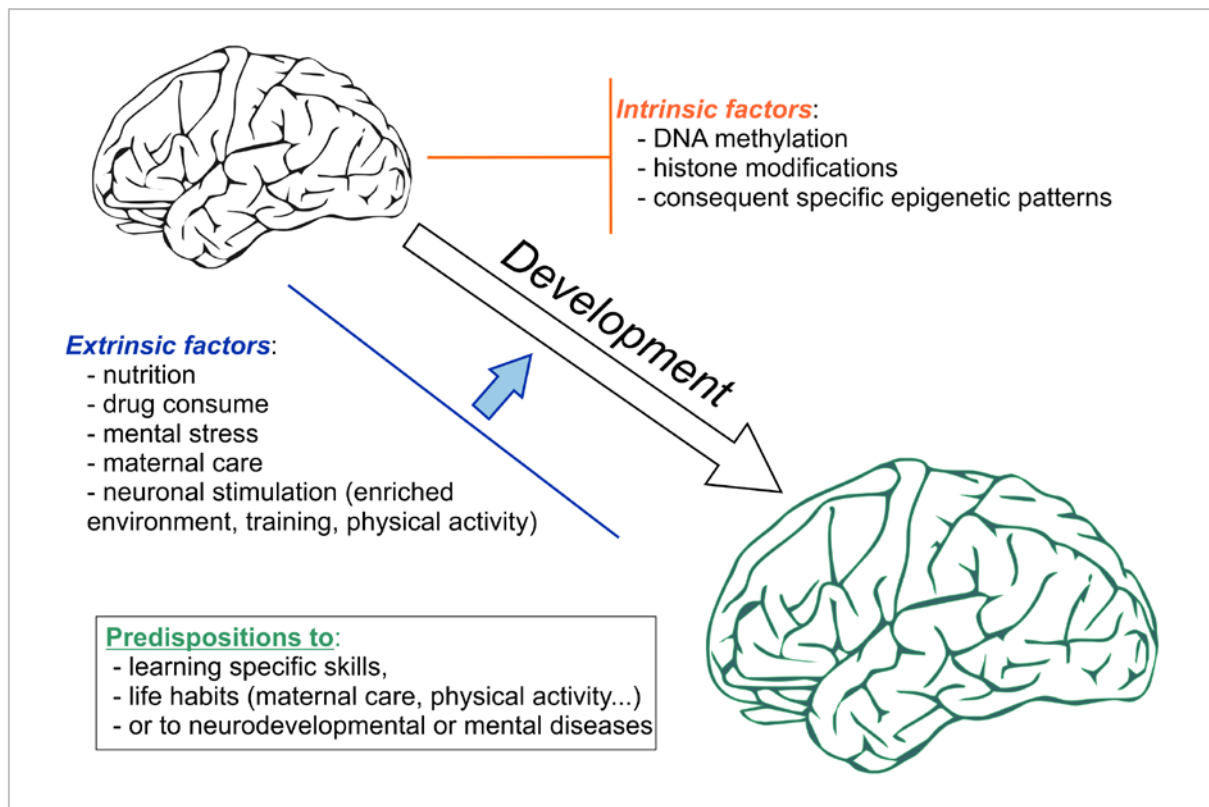 Intrinsic factors:
- DNA methylation
- histone modifications
- consequent specific epigenetic patterns
Development
Extrinsic factors:
- nutrition
- drug consume
- mental stress
- maternal care
- neuronal stimulation (enriched
environment, training, physical activity)
Predispositions to:
- learning specific skills,
- life habits (maternal care, physical activity...)
- or to neurodevelopmental or mental diseases